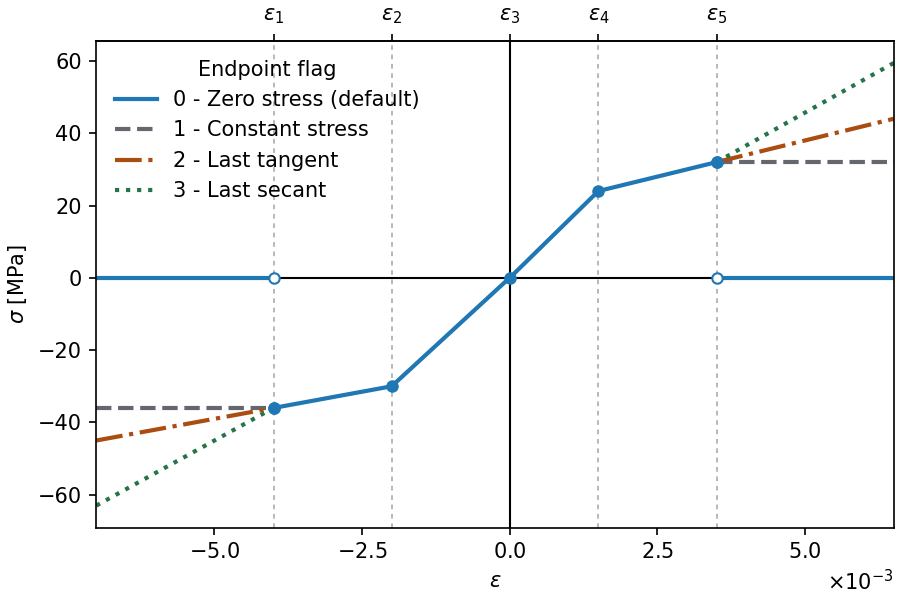 ε₁ ε₂ ε₃ ε₄ ε₅
60
40
20
0
−20
−40
−60
σ [MPa]
Endpoint flag
0 - Zero stress (default)
1 - Constant stress
2 - Last tangent
3 - Last secant
−5.0 −2.5 0.0 2.5 5.0
ε
×10⁻³